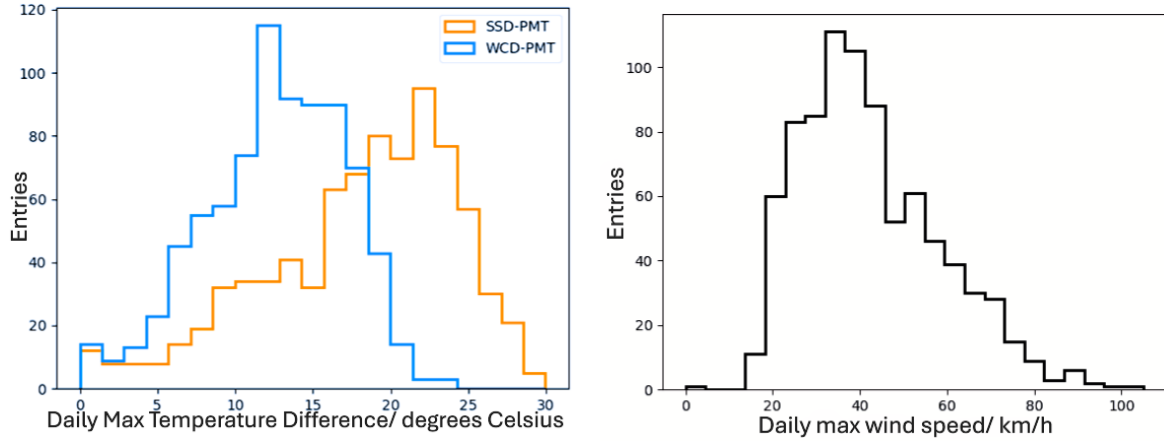 120
100
80
60
40
20
0
Entries
SSD-PMT
WCD-PMT
0 5 10 15 20 25 30
Daily Max Temperature Difference/ degrees Celsius
100
80
60
40
20
0
Entries
0 20 40 60 80 100
Daily max wind speed/ km/h